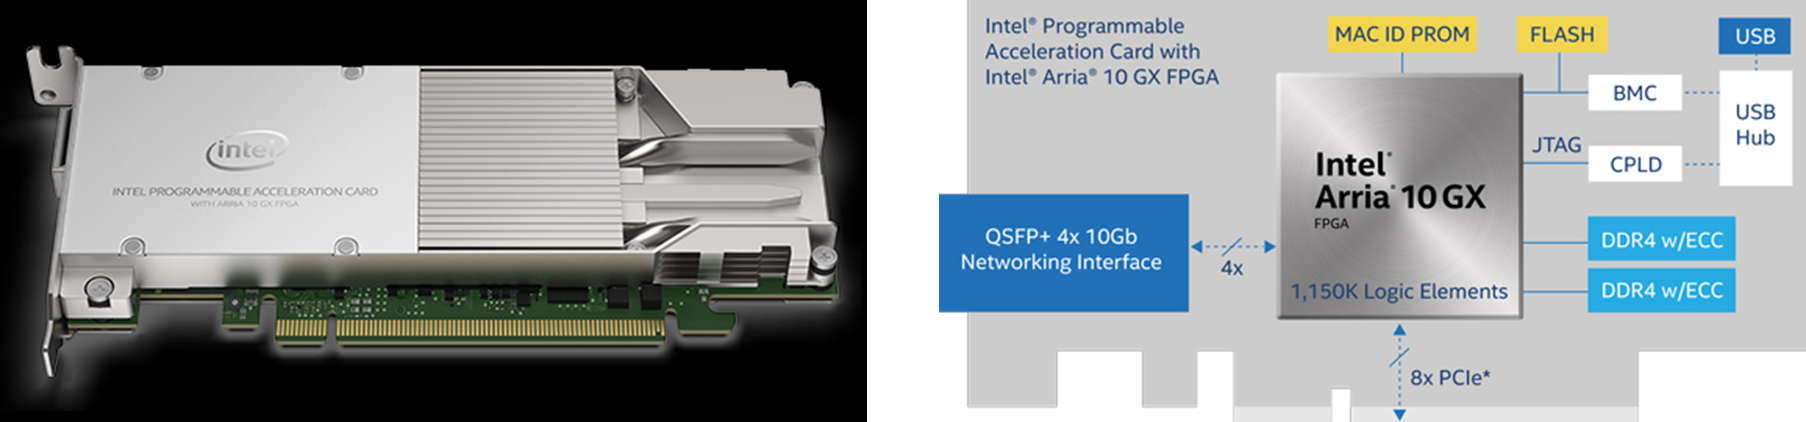 intel
INTEL PROGRAMMABLE ACCELERATION CARD
WITH ARRIA 10 GX FPGA
Intel® Programmable
Acceleration Card with
Intel® Arria® 10 GX FPGA
MAC ID PROM
FLASH
USB
BMC
USB
Hub
JTAG
CPLD
Intel®
Arria® 10 GX
FPGA
1,150K Logic Elements
QSFP+ 4x 10Gb
Networking Interface
4x
DDR4 w/ECC
DDR4 w/ECC
8x PCIe*